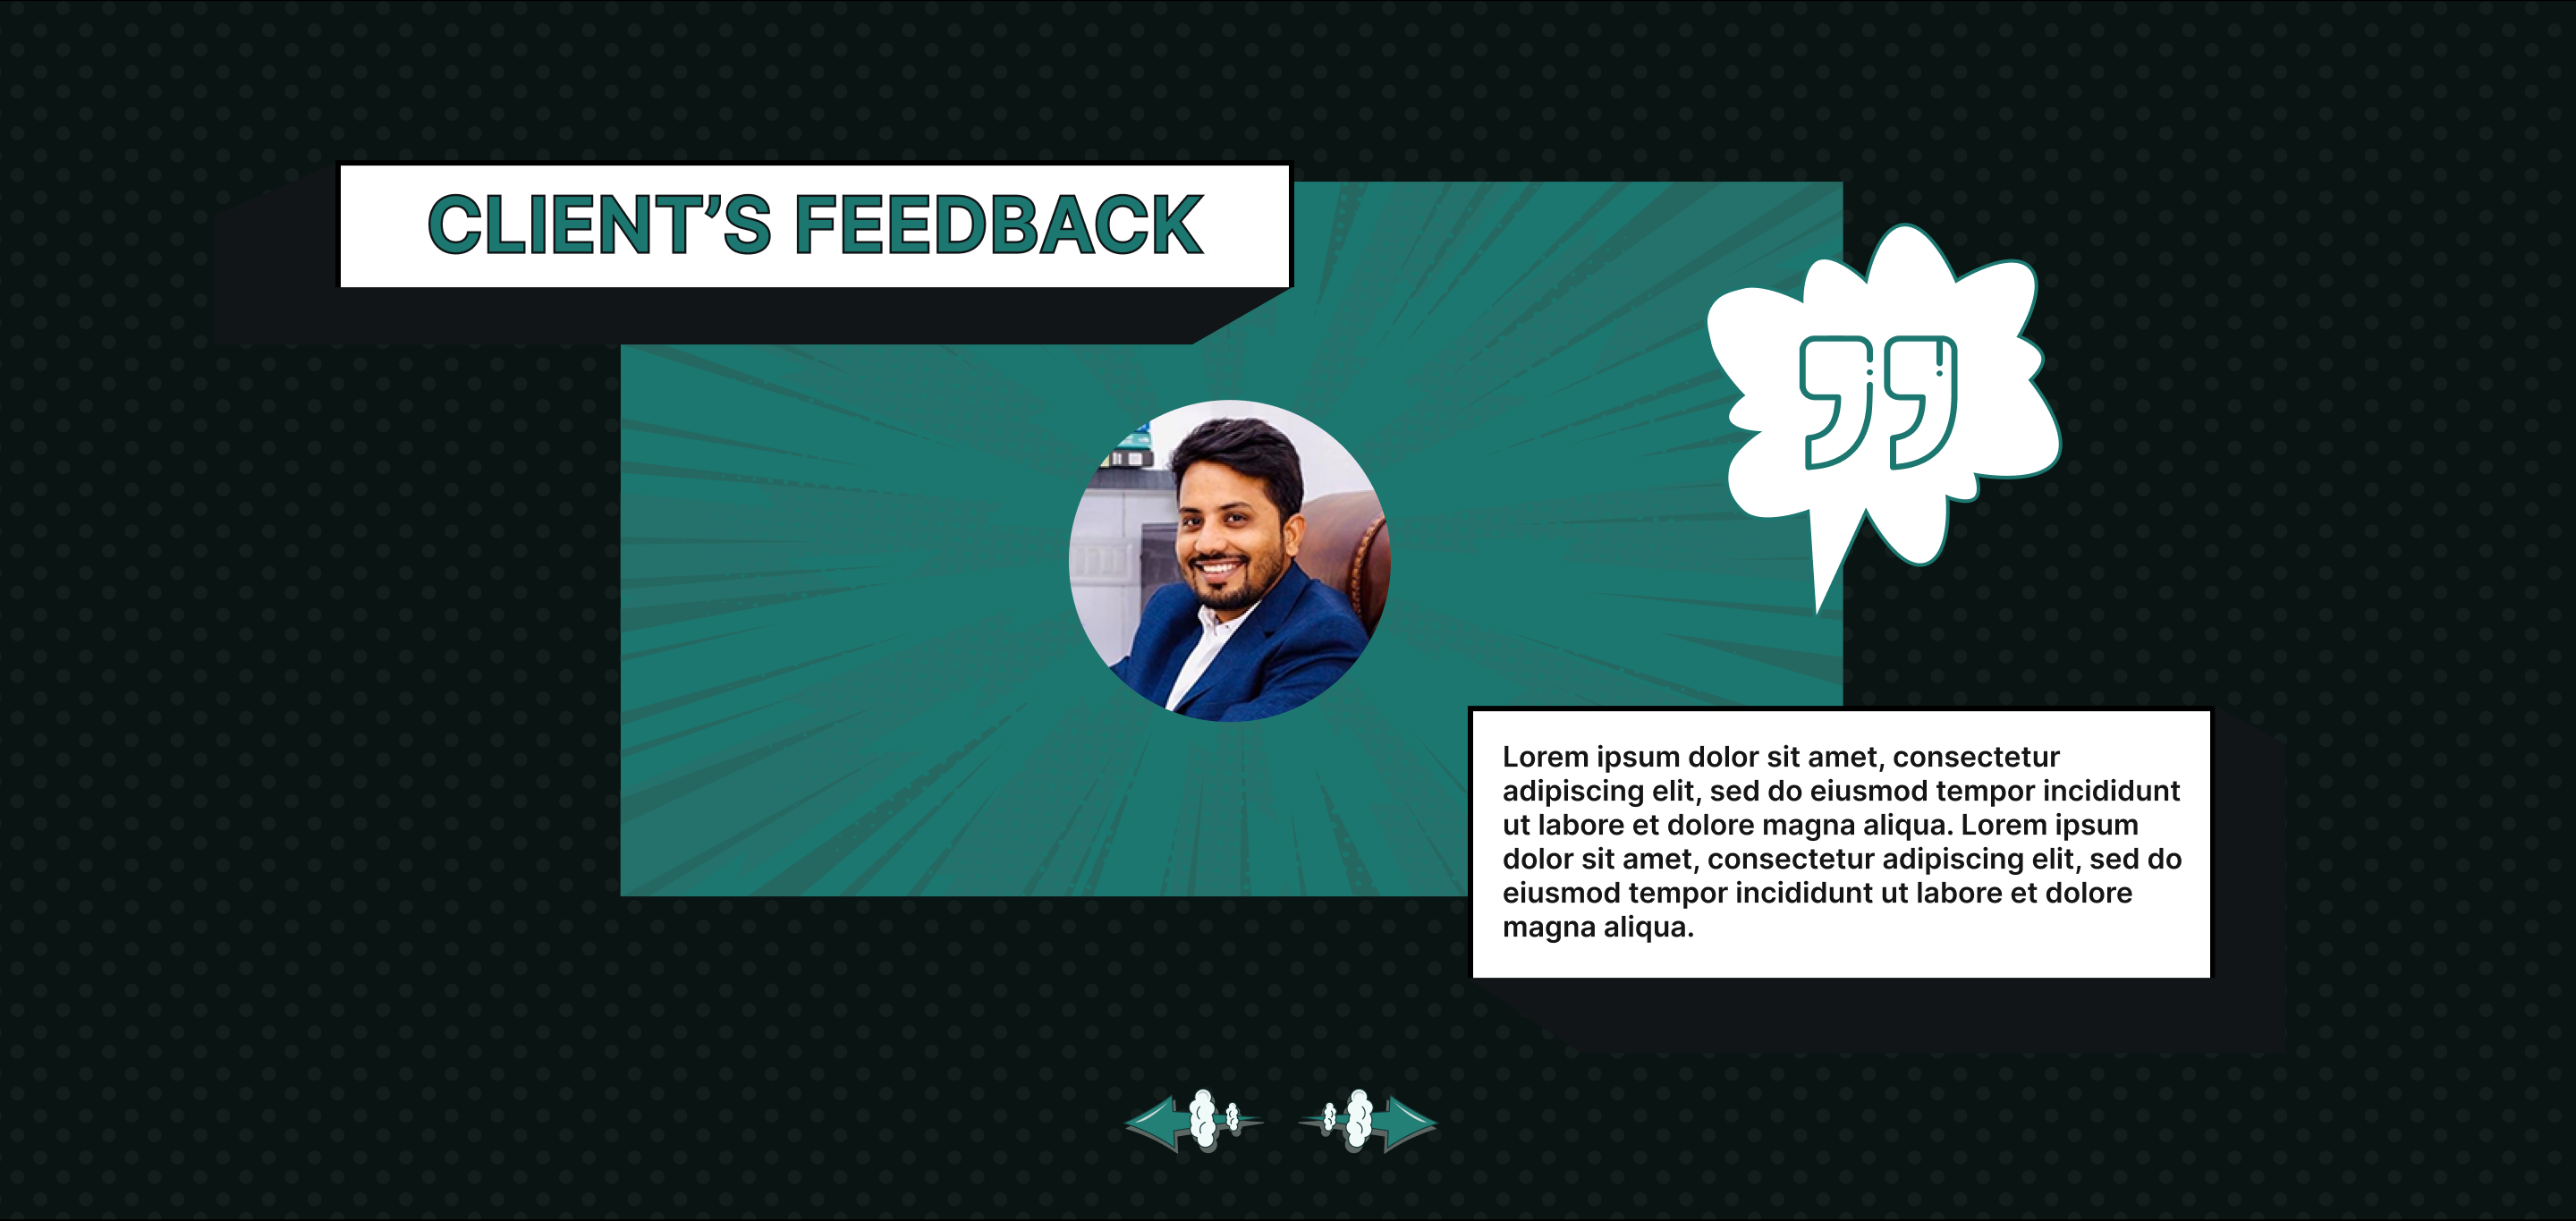 CLIENT’S FEEDBACK
Lorem ipsum dolor sit amet, consectetur
adipiscing elit, sed do eiusmod tempor incididunt
ut labore et dolore magna aliqua. Lorem ipsum
dolor sit amet, consectetur adipiscing elit, sed do
eiusmod tempor incididunt ut labore et dolore
magna aliqua.